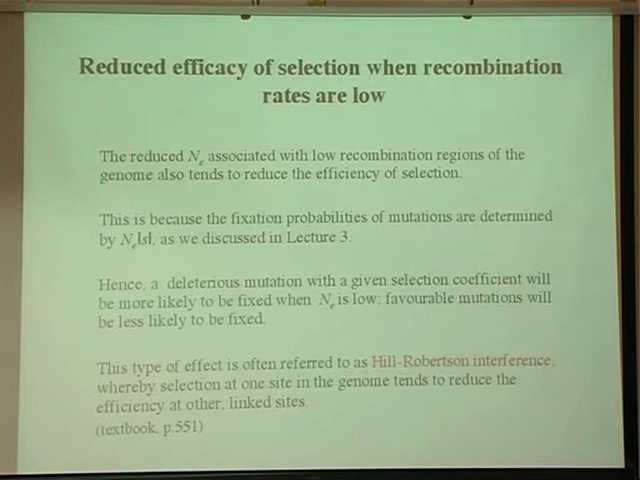 Reduced efficacy of selection when recombination
rates are low
The reduced Ne associated with low recombination regions of the
genome also tends to reduce the efficiency of selection.
This is because the fixation probabilities of mutations are determined
by Ne|s|, as we discussed in Lecture 3.
Hence, a deleterious mutation with a given selection coefficient will
be more likely to be fixed when Ne is low; favourable mutations will
be less likely to be fixed.
This type of effect is often referred to as Hill-Robertson interference,
whereby selection at one site in the genome tends to reduce the
efficiency at other, linked sites.
(textbook, p.551)